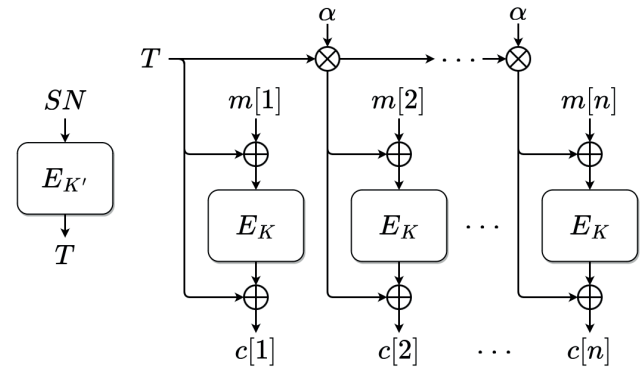 α α
T · · ·
SN m[1] m[2] m[n]
E_{K'} E_K E_K · · · E_K
T
c[1] c[2] · · · c[n]